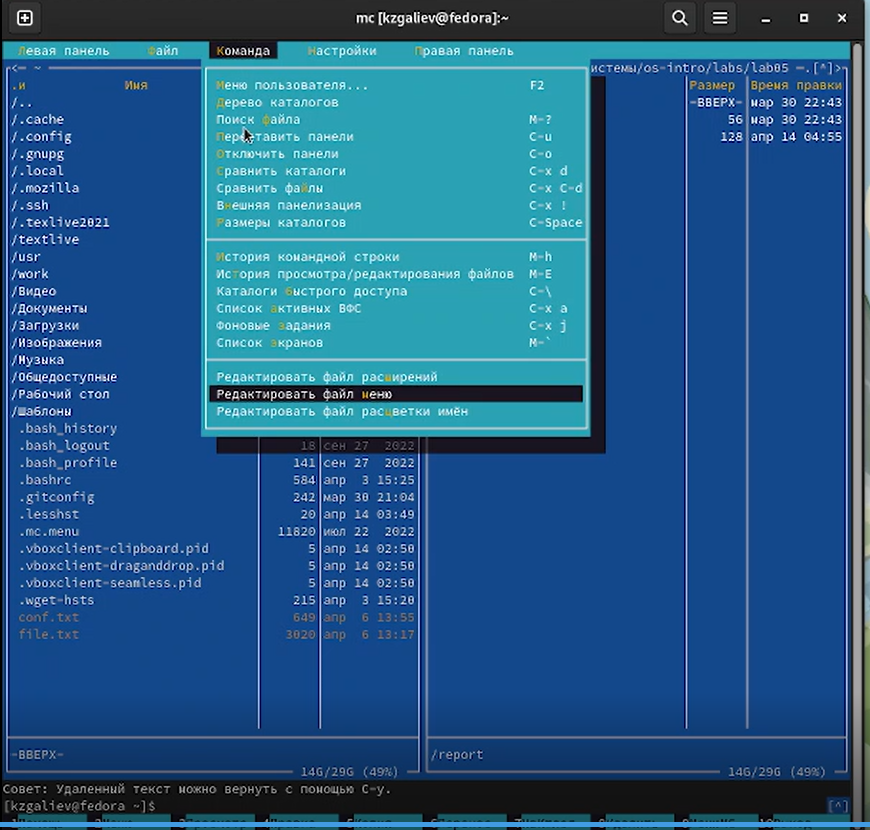 mc [kzgaliev@fedora]:~
Левая панель Файл Команда Настройки Правая панель
<— ~
истемы/os-intro/labs/lab05 —.[^]>
.и Имя
Размер Время правки
/..
-ВВЕРХ- мар 30 22:43
/.cache
56 мар 30 22:43
/.config
128 апр 14 04:55
/.gnupg
/.local
/.mozilla
/.ssh
/.texlive2021
/textlive
/usr
/work
/Видео
/Документы
/Загрузки
/Изображения
/Музыка
/Общедоступные
/Рабочий стол
/Шаблоны
Меню пользователя... F2
Дерево каталогов
Поиск файла M-?
Переставить панели C-u
Отключить панели C-o
Сравнить каталоги C-x d
Сравнить файлы C-x C-d
Внешняя панелизация C-x !
Размеры каталогов C-Space
История командной строки M-h
История просмотра/редактирования файлов M-E
Каталоги быстрого доступа C-\
Список активных ВФС C-x a
Фоновые задания C-x j
Список экранов M-`
Редактировать файл расширений
Редактировать файл меню
Редактировать файл расцветки имён
.bash_history
.bash_logout 18 сен 27 2022
.bash_profile 141 сен 27 2022
.bashrc 584 апр 3 15:25
.gitconfig 242 мар 30 21:04
.lesshst 20 апр 14 03:49
.mc.menu 11820 июл 22 2022
.vboxclient-clipboard.pid 5 апр 14 02:50
.vboxclient-draganddrop.pid 5 апр 14 02:50
.vboxclient-seamless.pid 5 апр 14 02:50
.wget-hsts 215 апр 3 15:20
conf.txt 649 апр 6 13:55
file.txt 3020 апр 6 13:17
-ВВЕРХ-
/report
14G/29G (49%)
14G/29G (49%)
Совет: Удаленный текст можно вернуть с помощью C-y.
[kzgaliev@fedora ~]$ [^]